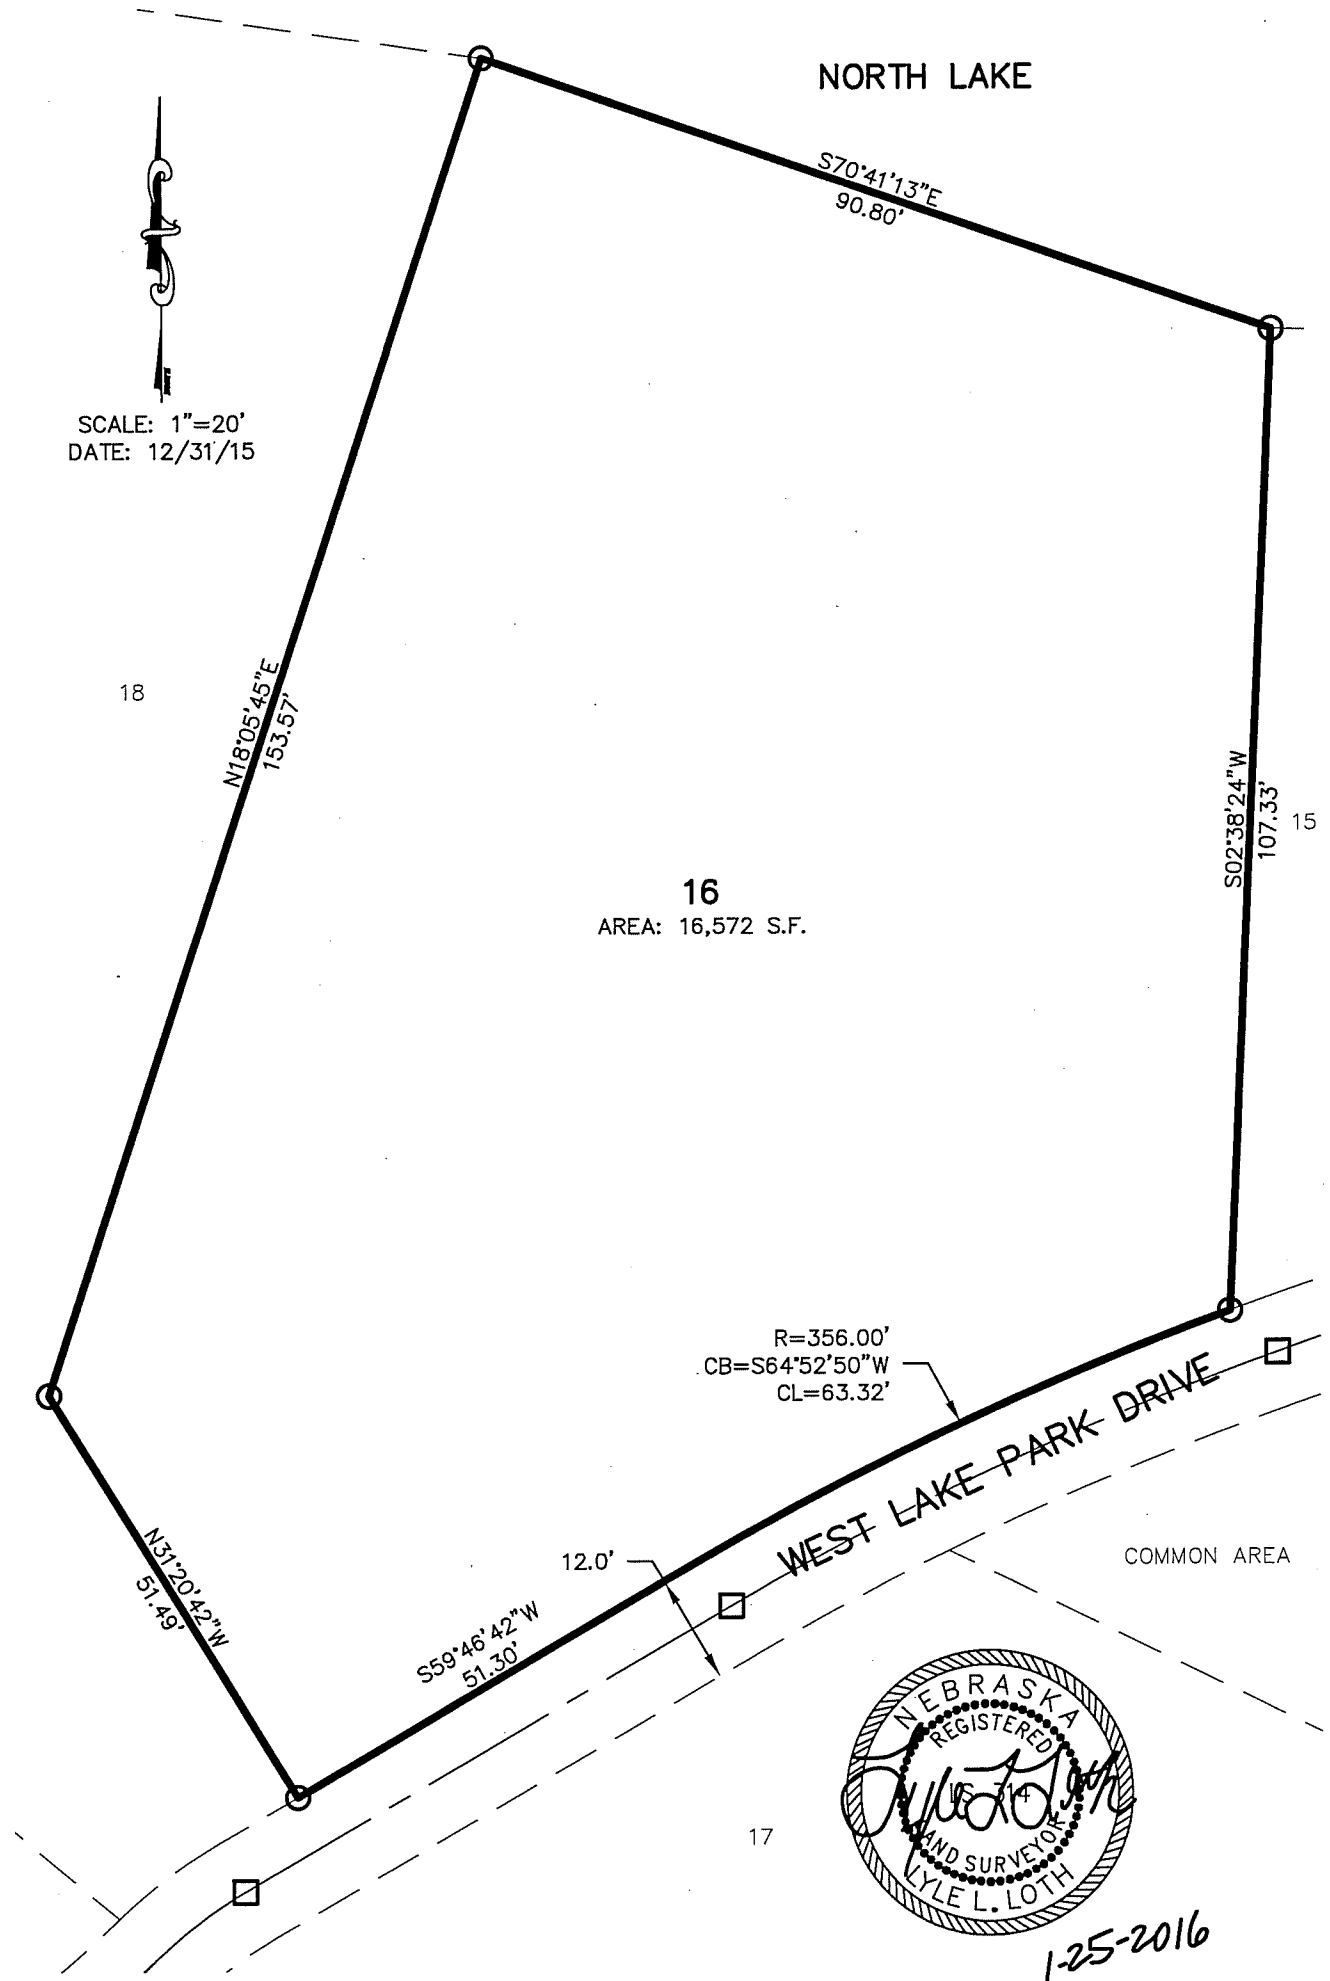 NORTH LAKE
S70°41'13"E
90.80'
SCALE: 1"=20'
DATE: 12/31/15
18
N18°05'45"E
153.57'
S02°38'24"W
107.33'
15
16
AREA: 16,572 S.F.
R=356.00'
CB=S64°52'50"W
CL=63.32'
WEST LAKE PARK DRIVE
N31°20'42"W
51.49'
12.0'
S59°46'42"W
51.30'
COMMON AREA
17
NEBRASKA
REGISTERED
LS 314
LAND SURVEYOR
LYLE L. LOTH
1-25-2016